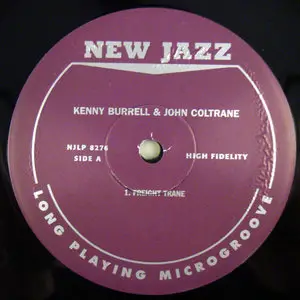 NEW JAZZ
KENNY BURRELL & JOHN COLTRANE
NJLP 8276
SIDE A
HIGH FIDELITY
1. FREIGHT TRANE
LONG PLAYING MICROGROOVE